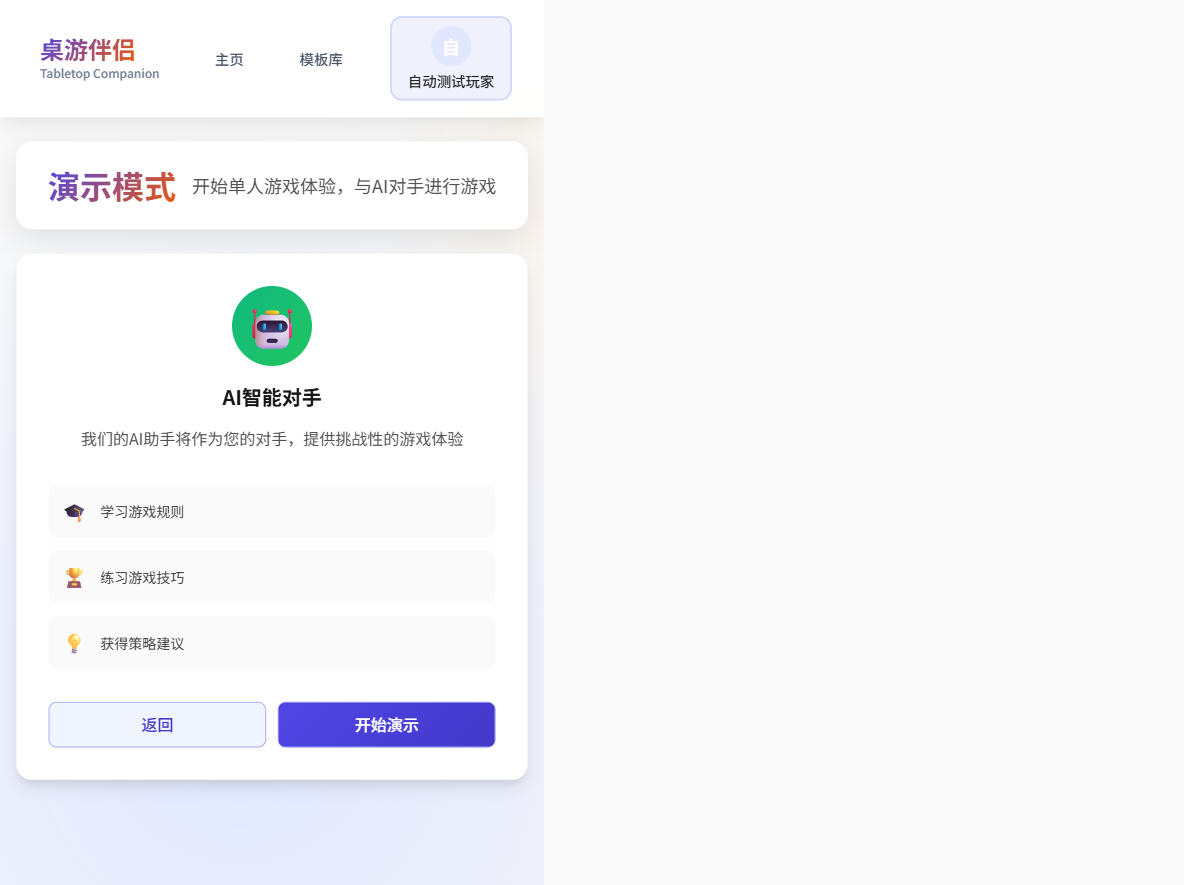 桌游伴侣
Tabletop Companion
主页
模板库
自
自动测试玩家
演示模式
开始单人游戏体验，与AI对手进行游戏
AI智能对手
我们的AI助手将作为您的对手，提供挑战性的游戏体验
学习游戏规则
练习游戏技巧
获得策略建议
返回
开始演示